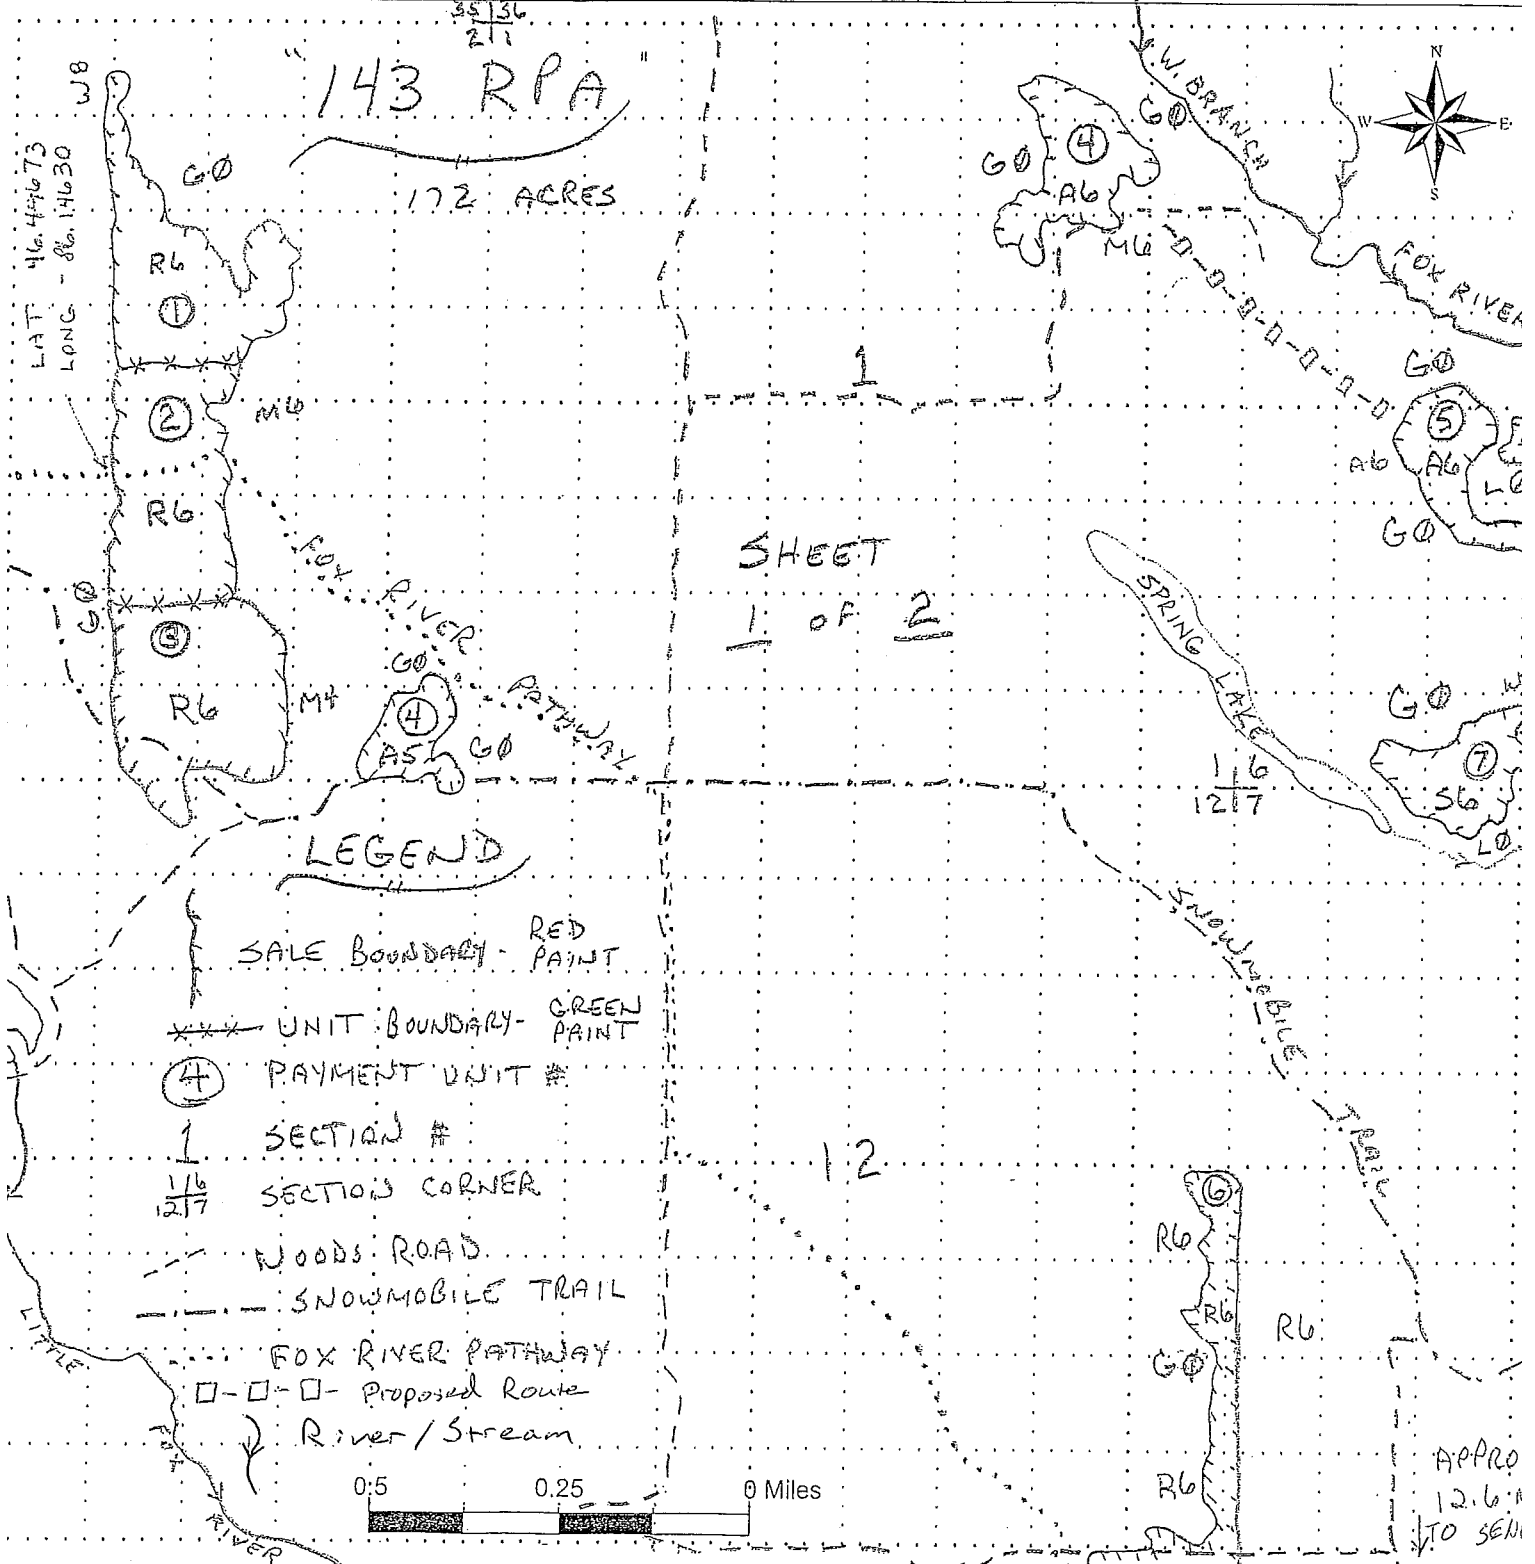 35|36
2|1
"143 RPA"
172 ACRES
W8
LAT 46.44673
LONG - 86.14630
GØ
R6
1
2
M6
R6
GØ
3
R6
M4
FOX RIVER PATHWAY
GØ
4
A5
GØ
1
SHEET
1 OF 2
GØ
4
A6
M6
GØ
W. BRANCH
FOX RIVER
N
W E
S
GØ
5
A6
A6
LØ
GØ
SPRING LAKE
1|6
12|7
GØ
7
S6
LØ
SNOWMOBILE TRAIL
12
6
R6
R6
R6
GØ
R6
LEGEND
SALE BOUNDARY - RED PAINT
UNIT BOUNDARY - GREEN PAINT
4 PAYMENT UNIT #
1 SECTION #
1|6
12|7 SECTION CORNER
WOODS ROAD
SNOWMOBILE TRAIL
FOX RIVER PATHWAY
Proposed Route
River/Stream
LITTLE FOX RIVER
0.5 0.25 0 Miles
APPRO
12.6 M
TO SEN